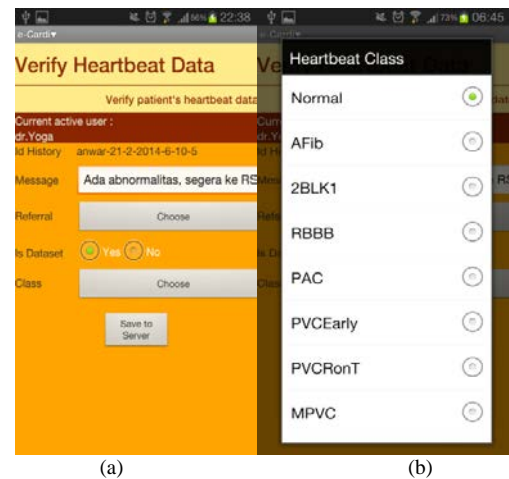 56% 22:38
e-Cardi▾
Verify Heartbeat Data
Verify patient's heartbeat data
Current active user :
dr.Yoga
Id History anwar-21-2-2014-6-10-5
Message Ada abnormalitas, segera ke RS
Referral Choose
Is Dataset Yes No
Class Choose
Save to
Server
(a)
73% 06:45
Heartbeat Class
Normal
AFib
2BLK1
RBBB
PAC
PVCEarly
PVCRonT
MPVC
(b)